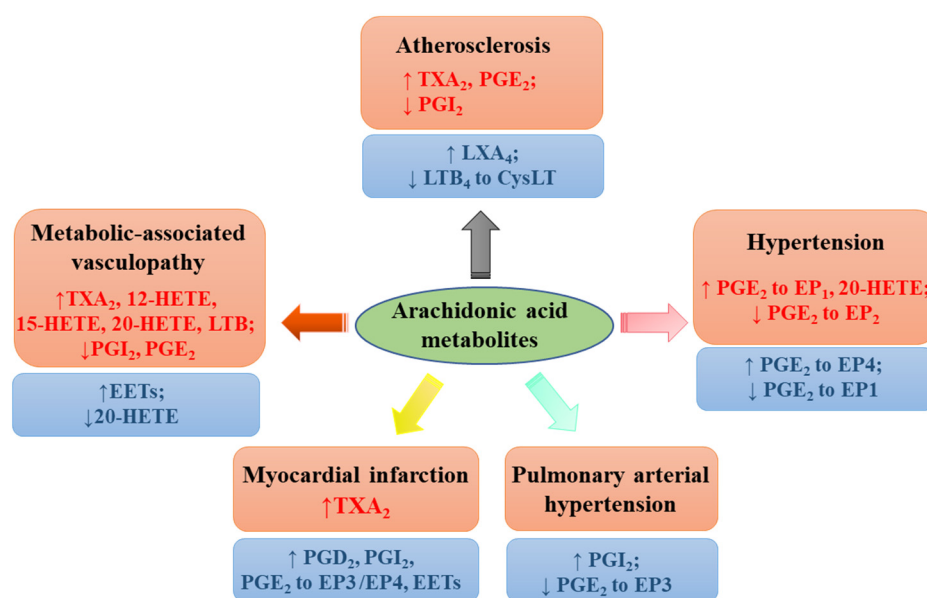 Atherosclerosis
↑ TXA₂, PGE₂;
↓ PGI₂
↑ LXA₄;
↓ LTB₄ to CysLT
Metabolic-associated
vasculopathy
↑TXA₂, 12-HETE,
15-HETE, 20-HETE, LTB;
↓PGI₂, PGE₂
↑EETs;
↓20-HETE
Arachidonic acid
metabolites
Hypertension
↑ PGE₂ to EP₁, 20-HETE;
↓ PGE₂ to EP₂
↑ PGE₂ to EP4;
↓ PGE₂ to EP1
Myocardial infarction
↑TXA₂
↑ PGD₂, PGI₂,
PGE₂ to EP3/EP4, EETs
Pulmonary arterial
hypertension
↑ PGI₂;
↓ PGE₂ to EP3